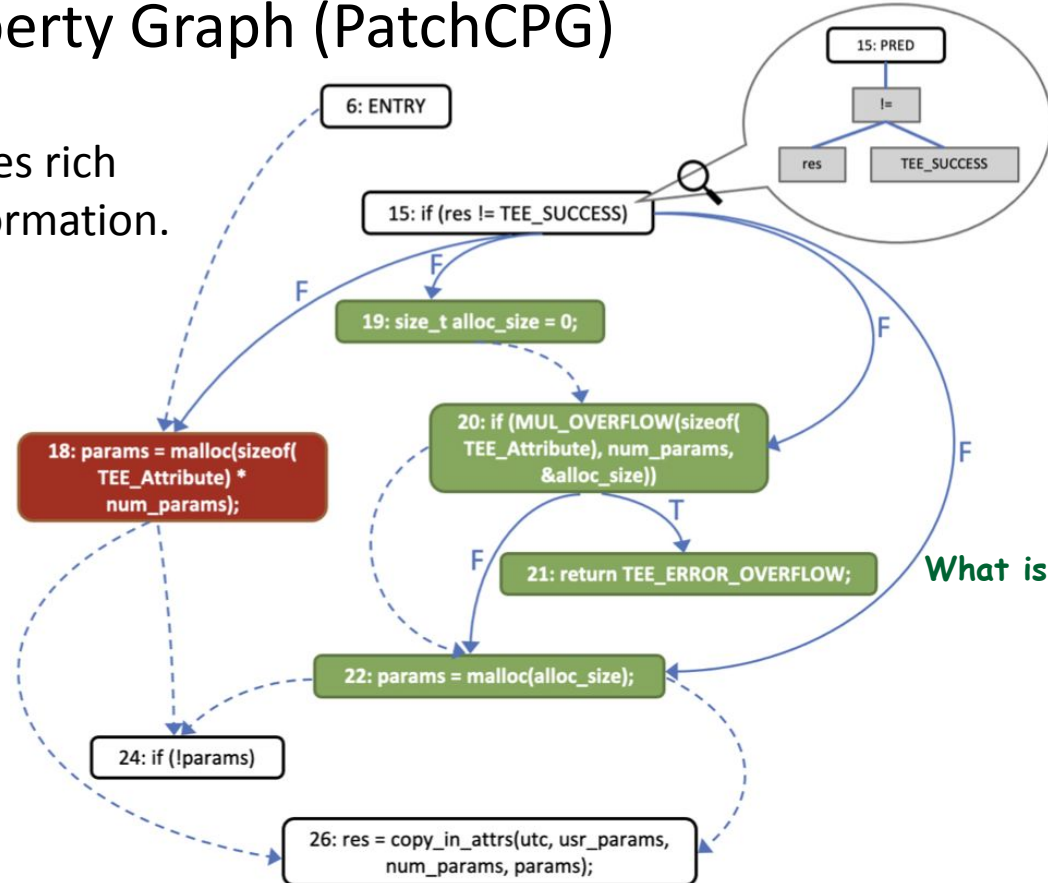 perty Graph (PatchCPG)
es rich
ormation.
6: ENTRY
15: PRED
!=
res
TEE_SUCCESS
15: if (res != TEE_SUCCESS)
F
F
F
F
19: size_t alloc_size = 0;
18: params = malloc(sizeof(
TEE_Attribute) *
num_params);
20: if (MUL_OVERFLOW(sizeof(
TEE_Attribute), num_params,
&alloc_size))
T
F
21: return TEE_ERROR_OVERFLOW;
What is
22: params = malloc(alloc_size);
24: if (!params)
26: res = copy_in_attrs(utc, usr_params,
num_params, params);